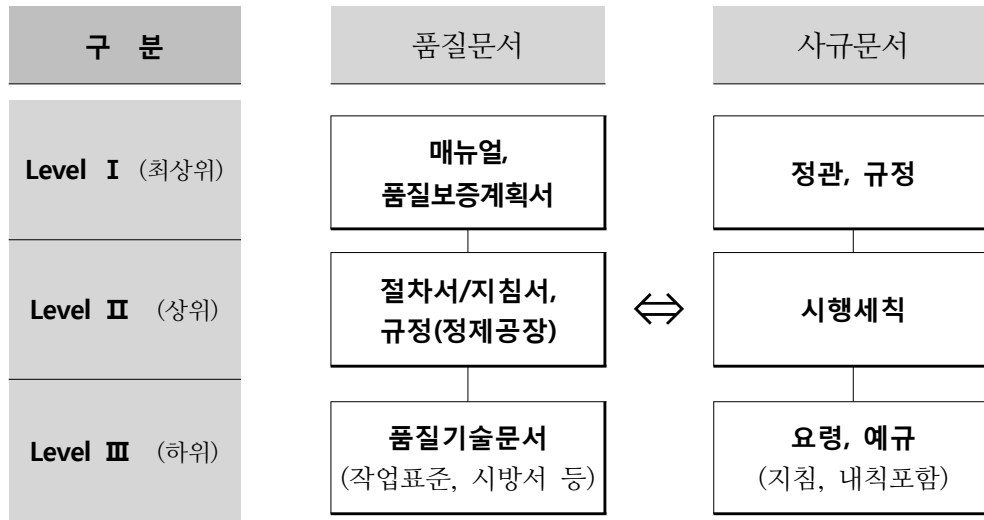 구 분
품질문서
사규문서
Level Ⅰ (최상위)
매뉴얼,
품질보증계획서
정관, 규정
Level Ⅱ (상위)
절차서/지침서,
규정(정제공장)
⇔
시행세칙
Level Ⅲ (하위)
품질기술문서
(작업표준, 시방서 등)
요령, 예규
(지침, 내칙포함)